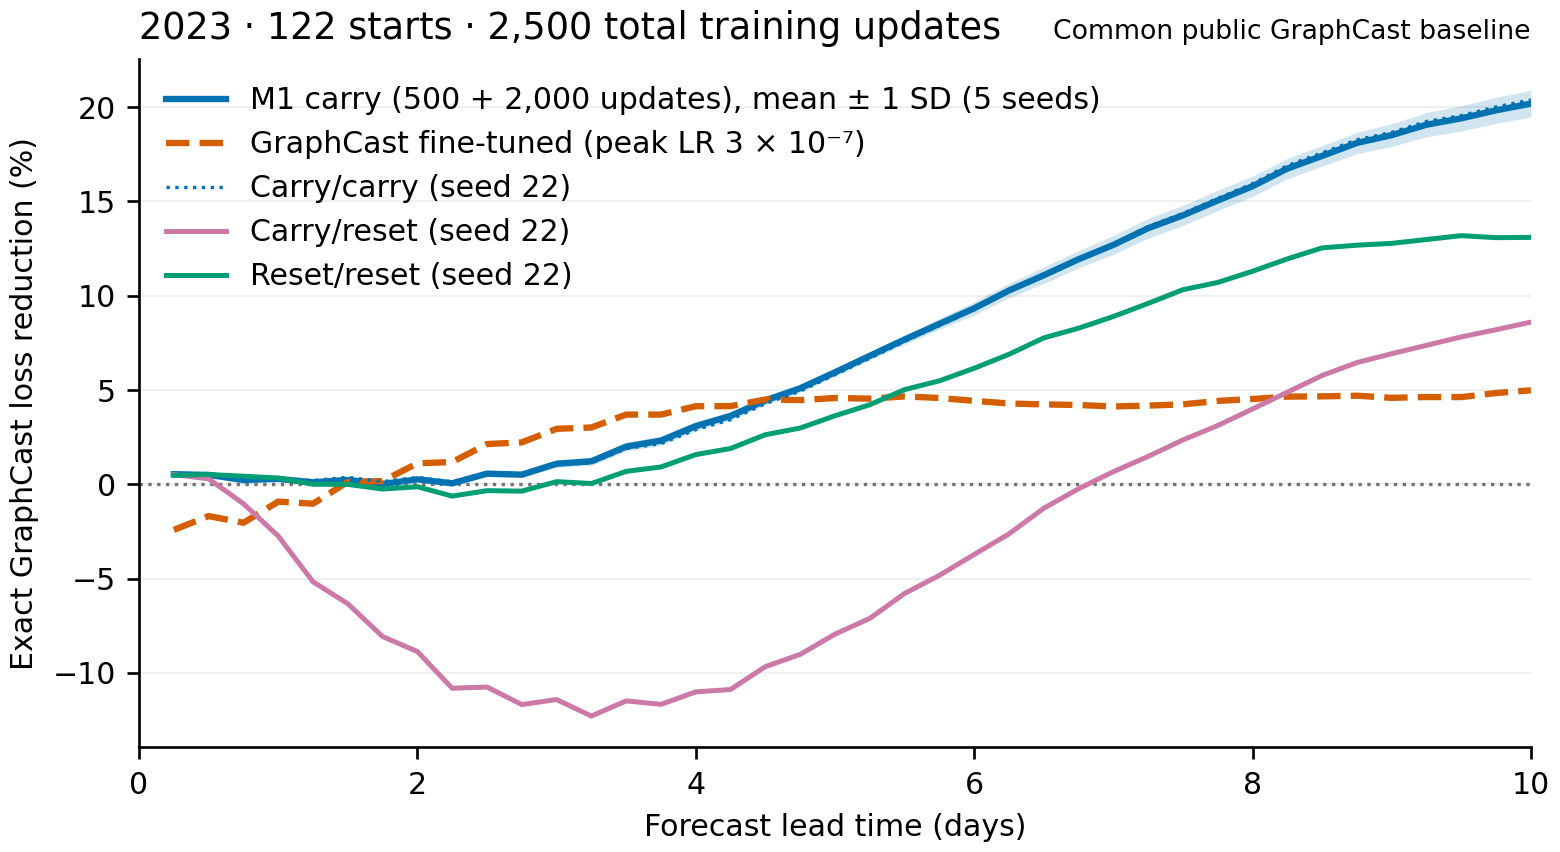 2023 · 122 starts · 2,500 total training updates
Common public GraphCast baseline
M1 carry (500 + 2,000 updates), mean ± 1 SD (5 seeds)
GraphCast fine-tuned (peak LR 3 × 10⁻⁷)
Carry/carry (seed 22)
Carry/reset (seed 22)
Reset/reset (seed 22)
Exact GraphCast loss reduction (%)
20
15
10
5
0
−5
−10
0 2 4 6 8 10
Forecast lead time (days)